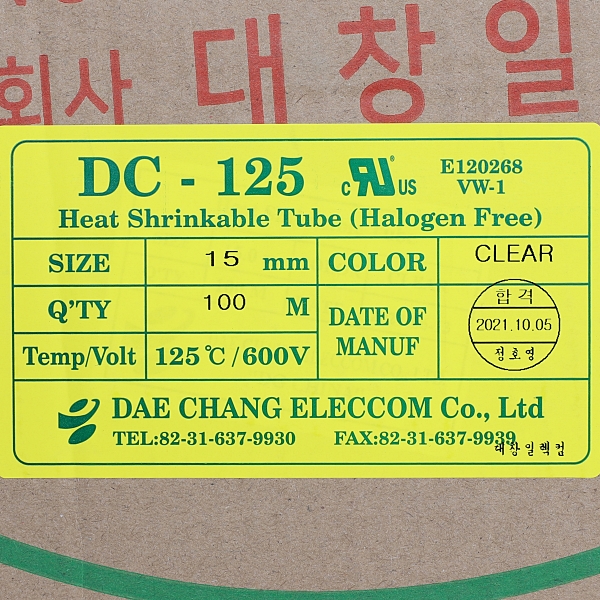 회사 대창일
DC - 125
c RU US
E120268
VW-1
Heat Shrinkable Tube (Halogen Free)
SIZE 15 mm COLOR CLEAR
Q'TY 100 M
DATE OF MANUF
합격
2021.10.05
정호영
Temp/Volt 125℃/600V
DAE CHANG ELECCOM Co., Ltd
TEL:82-31-637-9930 FAX:82-31-637-9939
대창일렉컴